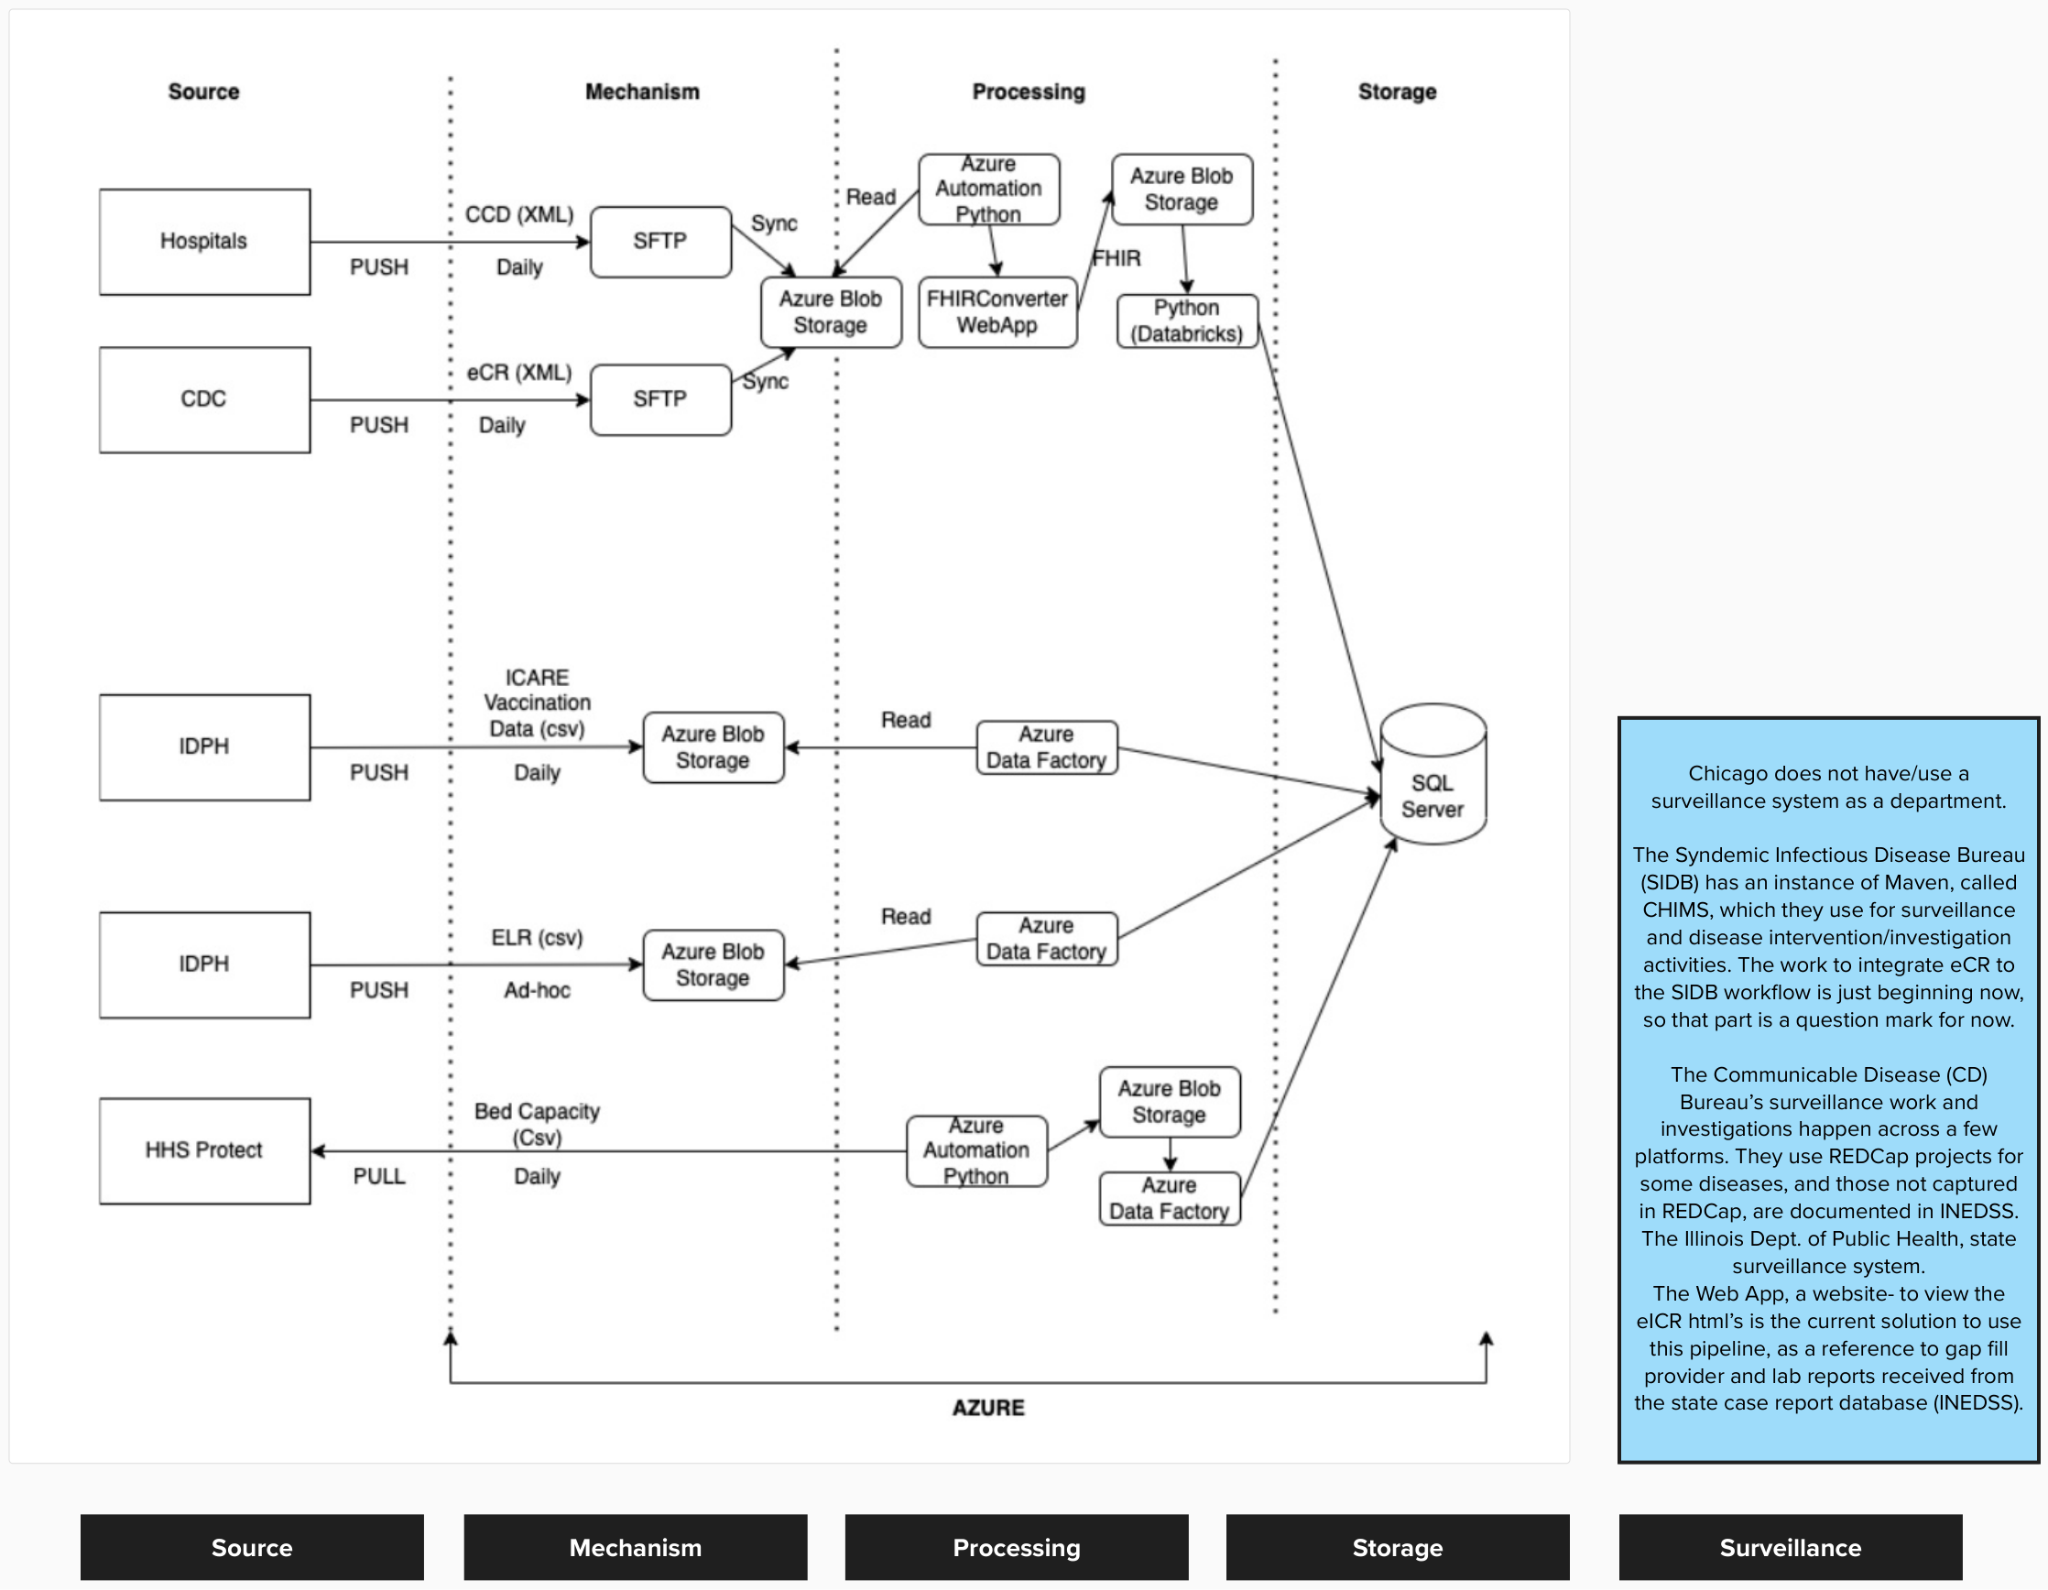 Source
Mechanism
Processing
Storage
Hospitals
PUSH
CCD (XML)
Daily
SFTP
Sync
Azure Blob
Storage
Read
Azure
Automation
Python
FHIRConverter
WebApp
FHIR
Azure Blob
Storage
Python
(Databricks)
CDC
PUSH
eCR (XML)
Daily
SFTP
Sync
IDPH
PUSH
ICARE
Vaccination
Data (csv)
Daily
Azure Blob
Storage
Read
Azure
Data Factory
SQL
Server
IDPH
PUSH
ELR (csv)
Ad-hoc
Azure Blob
Storage
Read
Azure
Data Factory
HHS Protect
PULL
Bed Capacity
(Csv)
Daily
Azure
Automation
Python
Azure Blob
Storage
Azure
Data Factory
AZURE
Chicago does not have/use a
surveillance system as a department.
The Syndemic Infectious Disease Bureau
(SIDB) has an instance of Maven, called
CHIMS, which they use for surveillance
and disease intervention/investigation
activities. The work to integrate eCR to
the SIDB workflow is just beginning now,
so that part is a question mark for now.
The Communicable Disease (CD)
Bureau's surveillance work and
investigations happen across a few
platforms. They use REDCap projects for
some diseases, and those not captured
in REDCap, are documented in INEDSS.
The Illinois Dept. of Public Health, state
surveillance system.
The Web App, a website- to view the
eICR html's is the current solution to use
this pipeline, as a reference to gap fill
provider and lab reports received from
the state case report database (INEDSS).
Source
Mechanism
Processing
Storage
Surveillance